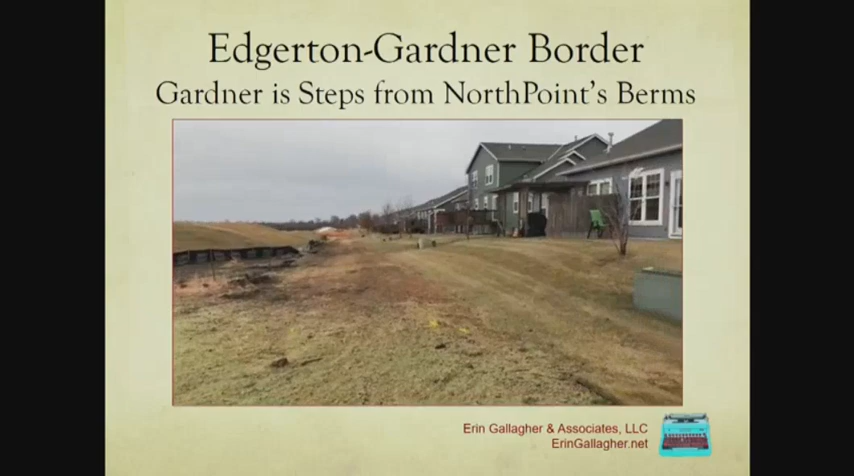 Edgerton-Gardner Border
Gardner is Steps from NorthPoint's Berms
Erin Gallagher & Associates, LLC
ErinGallagher.net